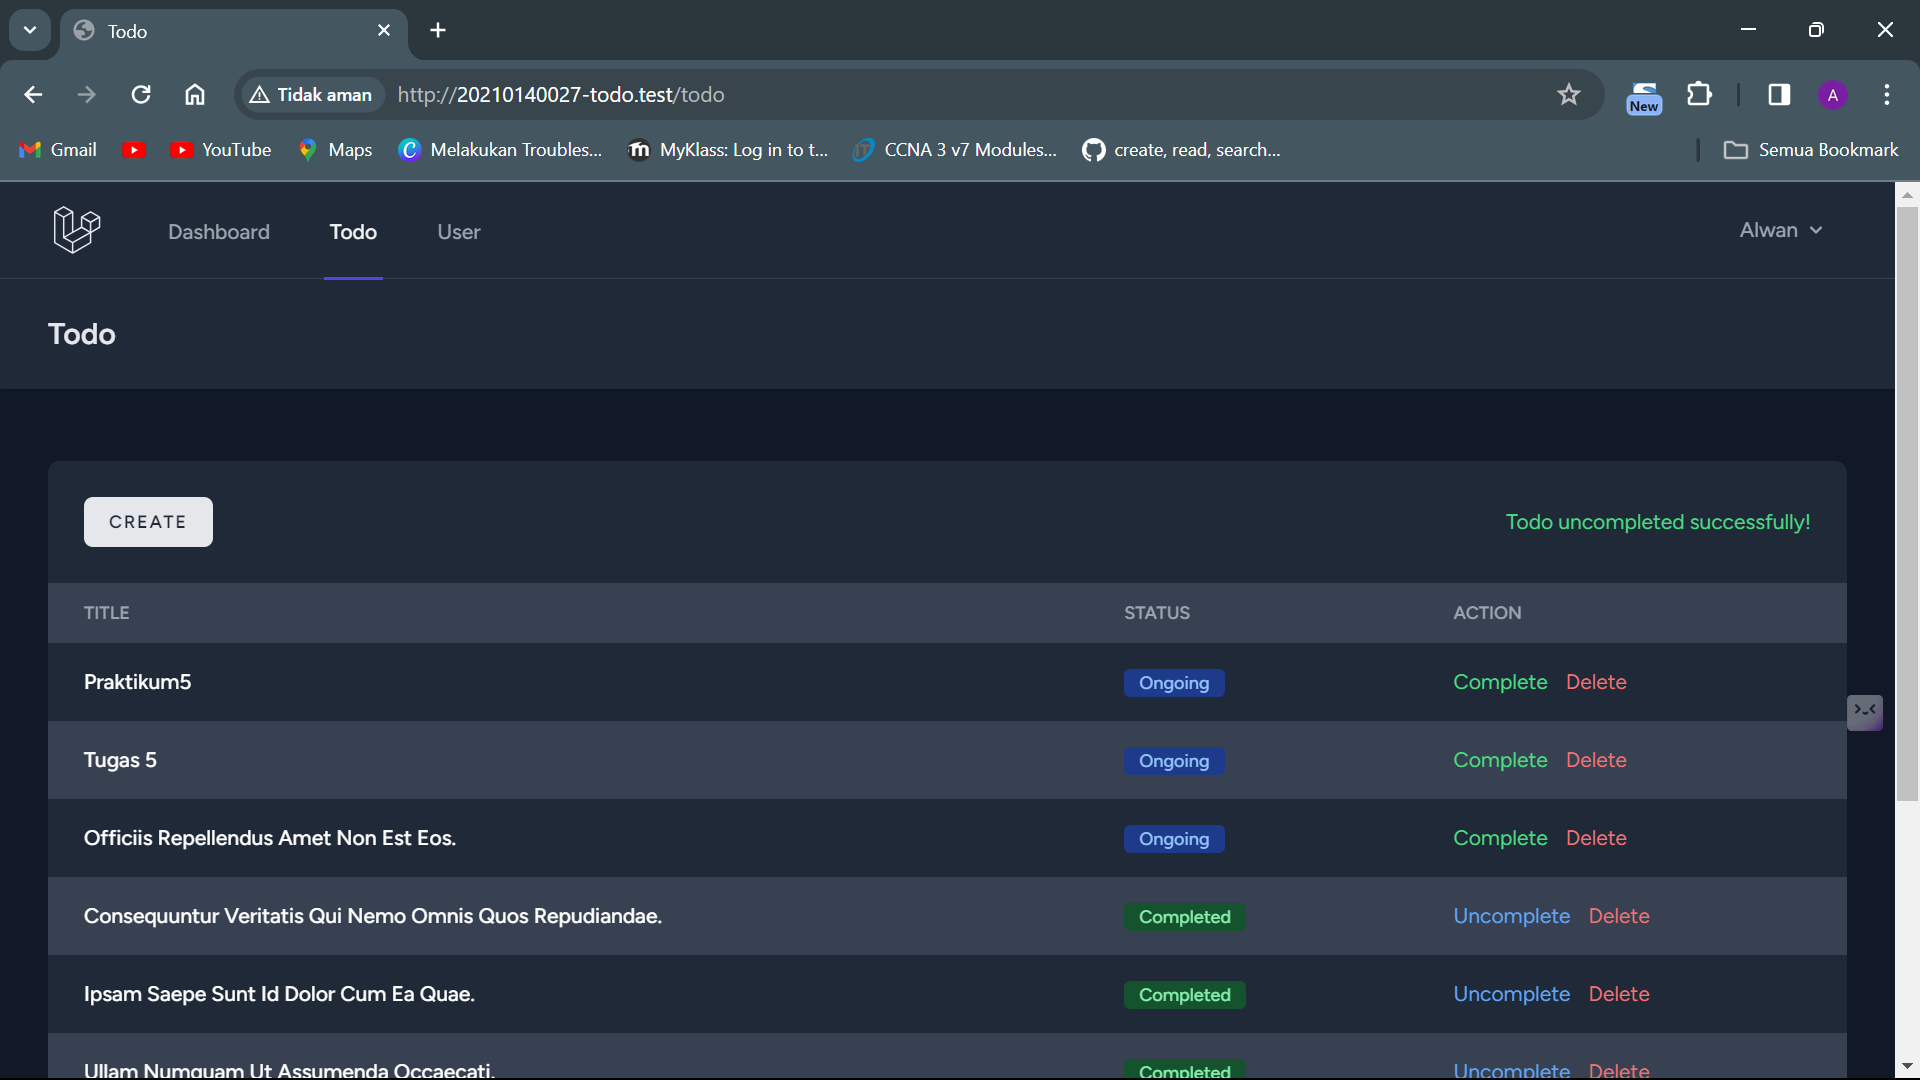 Todo
Tidak aman http://20210140027-todo.test/todo
New
A
Gmail YouTube Maps Melakukan Troubles... MyKlass: Log in to t... CCNA 3 v7 Modules... create, read, search... Semua Bookmark
Dashboard Todo User Alwan
Todo
CREATE Todo uncompleted successfully!
TITLE STATUS ACTION
Praktikum5 Ongoing Complete Delete
Tugas 5 Ongoing Complete Delete
Officiis Repellendus Amet Non Est Eos. Ongoing Complete Delete
Consequuntur Veritatis Qui Nemo Omnis Quos Repudiandae. Completed Uncomplete Delete
Ipsam Saepe Sunt Id Dolor Cum Ea Quae. Completed Uncomplete Delete
Ullam Numquam Ut Assumenda Occaecati. Completed Uncomplete Delete